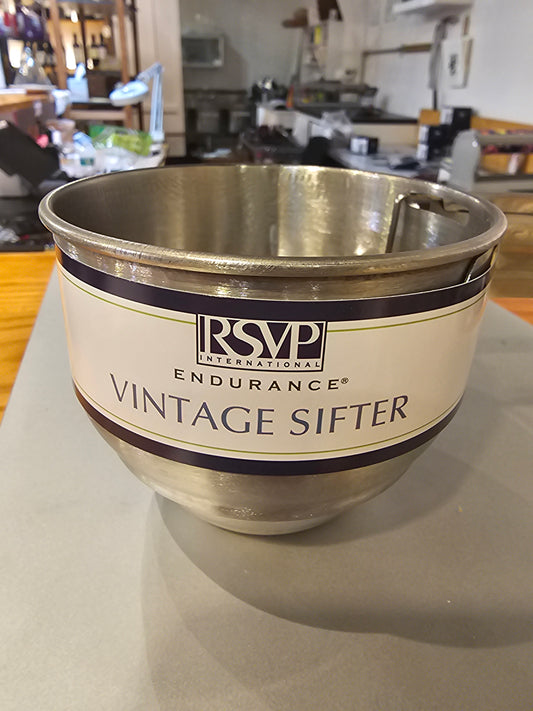 RSVP
INTERNATIONAL
ENDURANCE®
VINTAGE SIFTER